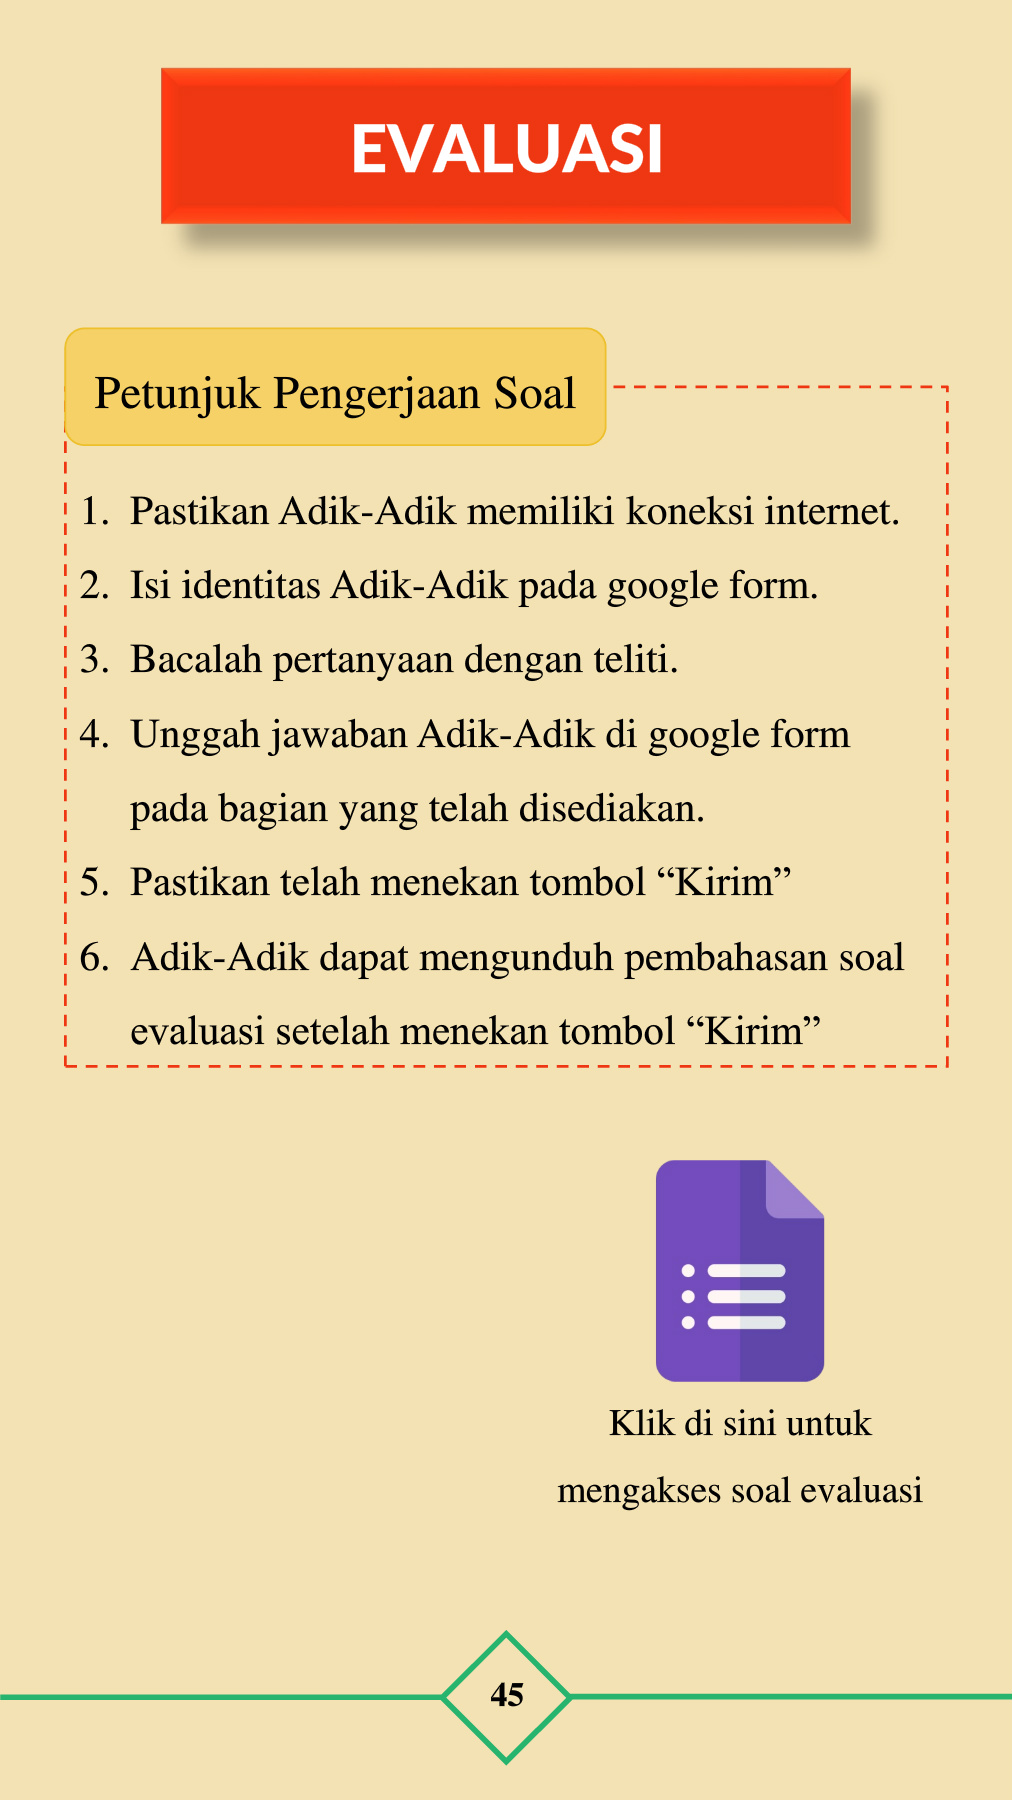 EVALUASI
Petunjuk Pengerjaan Soal
1. Pastikan Adik-Adik memiliki koneksi internet.
2. Isi identitas Adik-Adik pada google form.
3. Bacalah pertanyaan dengan teliti.
4. Unggah jawaban Adik-Adik di google form
pada bagian yang telah disediakan.
5. Pastikan telah menekan tombol “Kirim”
6. Adik-Adik dapat mengunduh pembahasan soal
evaluasi setelah menekan tombol “Kirim”
Klik di sini untuk
mengakses soal evaluasi
45